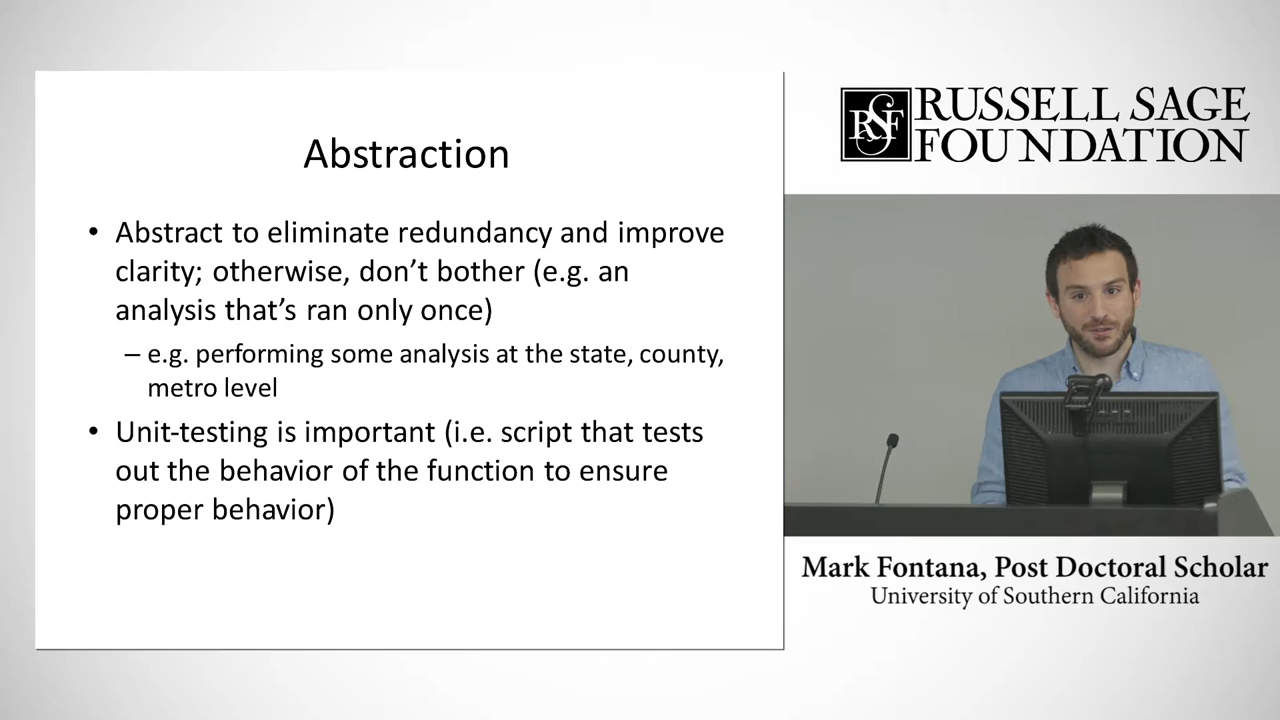 Abstraction
• Abstract to eliminate redundancy and improve
clarity; otherwise, don’t bother (e.g. an
analysis that’s ran only once)
– e.g. performing some analysis at the state, county,
metro level
• Unit-testing is important (i.e. script that tests
out the behavior of the function to ensure
proper behavior)
RSF
RUSSELL SAGE
FOUNDATION
Mark Fontana, Post Doctoral Scholar
University of Southern California